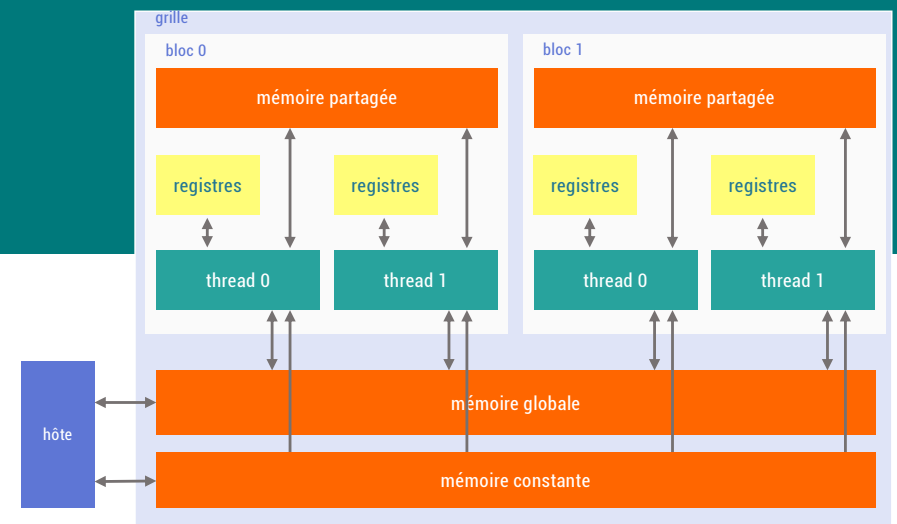 grille
bloc 0
bloc 1
mémoire partagée
mémoire partagée
registres
registres
registres
registres
thread 0
thread 1
thread 0
thread 1
hôte
mémoire globale
mémoire constante